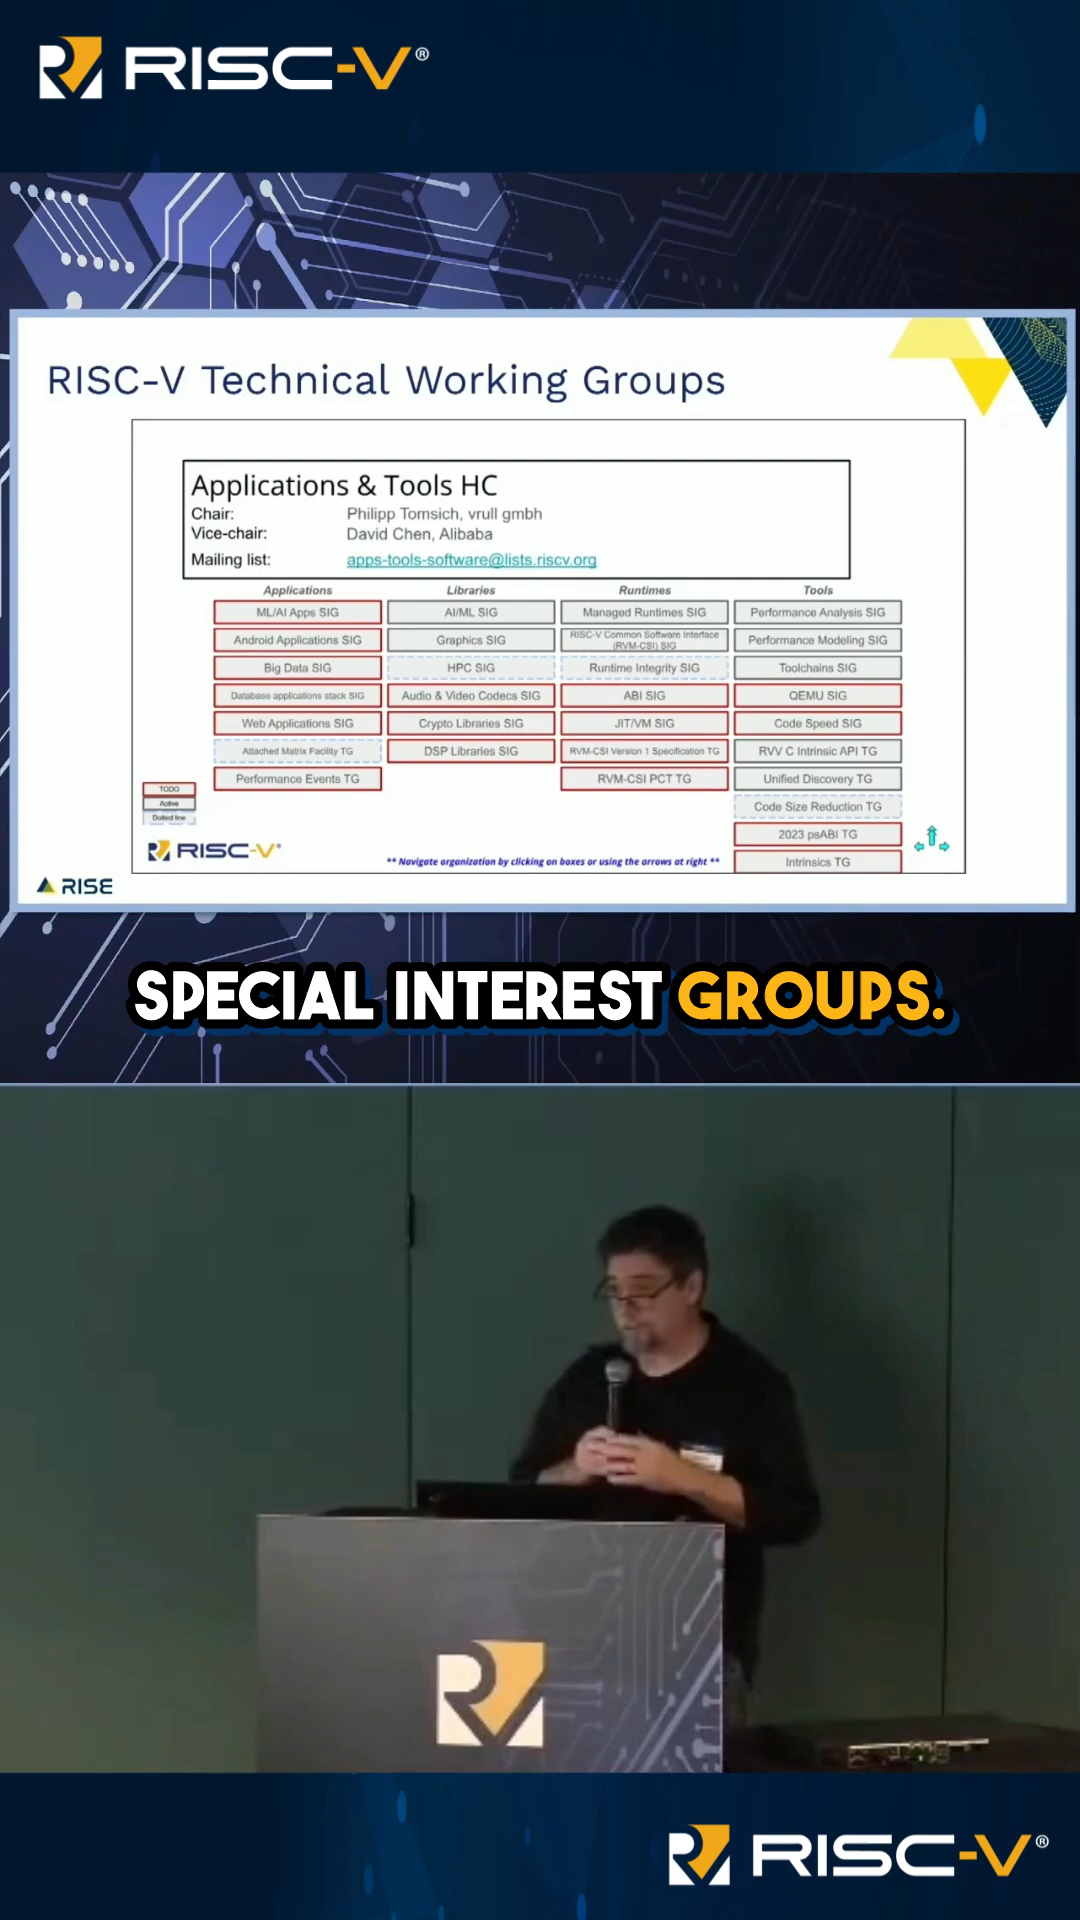 RISC-V®
RISC-V Technical Working Groups
Applications & Tools HC
Chair: Philipp Tomsich, vrull gmbh
Vice-chair: David Chen, Alibaba
Mailing list: apps-tools-software@lists.riscv.org
Applications Libraries Runtimes Tools
ML/AI Apps SIG AI/ML SIG Managed Runtimes SIG Performance Analysis SIG
Android Applications SIG Graphics SIG RISC-V Common Software Interface (RVM-CSI) SIG Performance Modeling SIG
Big Data SIG HPC SIG Runtime Integrity SIG Toolchains SIG
Database applications stack SIG Audio & Video Codecs SIG ABI SIG QEMU SIG
Web Applications SIG Crypto Libraries SIG JIT/VM SIG Code Speed SIG
Attached Matrix Facility TG DSP Libraries SIG RVM-CSI Version 1 Specification TG RVV C Intrinsic API TG
Performance Events TG RVM-CSI PCT TG Unified Discovery TG
TODO
Active
Dotted line
Code Size Reduction TG
2023 psABI TG
Intrinsics TG
RISC-V®
** Navigate organization by clicking on boxes or using the arrows at right **
RISE
SPECIAL INTEREST GROUPS.
RISC-V®